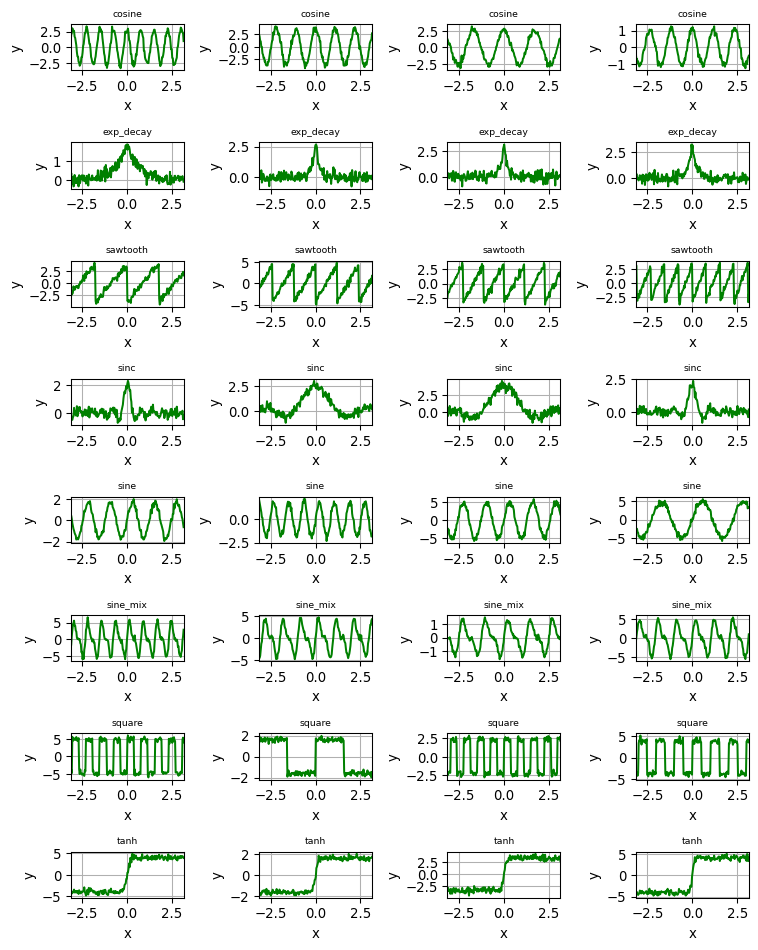 cosine cosine cosine cosine
y 2.5 0.0 −2.5 y 2.5 0.0 −2.5 y 2.5 0.0 −2.5 y 1 0 −1
−2.5 0.0 2.5 −2.5 0.0 2.5 −2.5 0.0 2.5 −2.5 0.0 2.5
x x x x
exp_decay exp_decay exp_decay exp_decay
y 1 0 y 2.5 0.0 y 2.5 0.0 y 2.5 0.0
−2.5 0.0 2.5 −2.5 0.0 2.5 −2.5 0.0 2.5 −2.5 0.0 2.5
x x x x
sawtooth sawtooth sawtooth sawtooth
y 2.5 0.0 −2.5 y 5 0 −5 y 2.5 0.0 −2.5 y 2.5 0.0 −2.5
−2.5 0.0 2.5 −2.5 0.0 2.5 −2.5 0.0 2.5 −2.5 0.0 2.5
x x x x
sinc sinc sinc sinc
y 2 0 y 2.5 0.0 y 2.5 0.0 y 2.5 0.0
−2.5 0.0 2.5 −2.5 0.0 2.5 −2.5 0.0 2.5 −2.5 0.0 2.5
x x x x
sine sine sine sine
y 2 0 −2 y 0.0 −2.5 y 5 0 −5 y 5 0 −5
−2.5 0.0 2.5 −2.5 0.0 2.5 −2.5 0.0 2.5 −2.5 0.0 2.5
x x x x
sine_mix sine_mix sine_mix sine_mix
y 5 0 −5 y 5 0 −5 y 1 0 −1 y 5 0 −5
−2.5 0.0 2.5 −2.5 0.0 2.5 −2.5 0.0 2.5 −2.5 0.0 2.5
x x x x
square square square square
y 5 0 −5 y 2 0 −2 y 2.5 0.0 −2.5 y 5 0 −5
−2.5 0.0 2.5 −2.5 0.0 2.5 −2.5 0.0 2.5 −2.5 0.0 2.5
x x x x
tanh tanh tanh tanh
y 5 0 −5 y 2 0 −2 y 2.5 0.0 −2.5 y 5 0 −5
−2.5 0.0 2.5 −2.5 0.0 2.5 −2.5 0.0 2.5 −2.5 0.0 2.5
x x x x